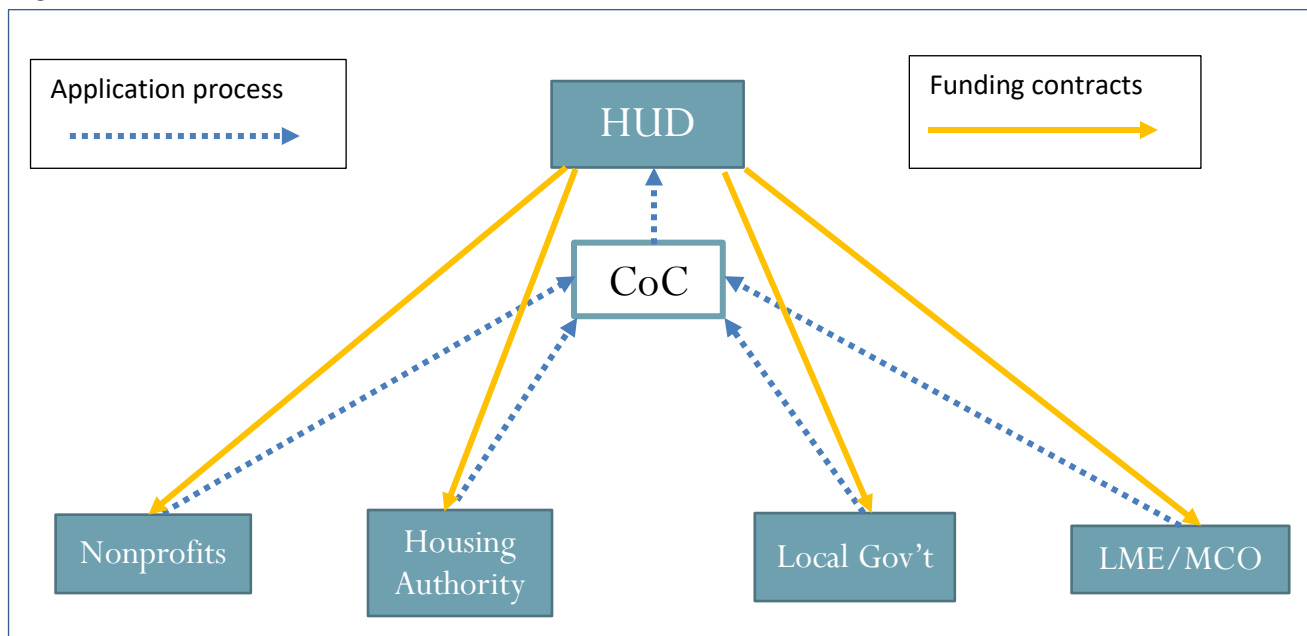 Application process
Funding contracts
HUD
CoC
Nonprofits
Housing
Authority
Local Gov’t
LME/MCO